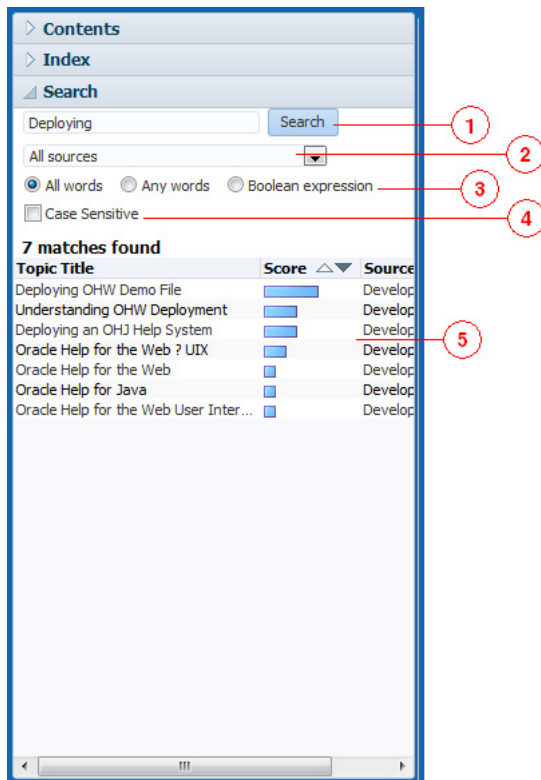 Contents
Index
Search
Deploying Search 1
All sources 2
All words Any words Boolean expression 3
Case Sensitive 4
7 matches found
Topic Title Score Source
Deploying OHW Demo File Develop
Understanding OHW Deployment Develop
Deploying an OHJ Help System Develop 5
Oracle Help for the Web ? UIX Develop
Oracle Help for the Web Develop
Oracle Help for Java Develop
Oracle Help for the Web User Inter... Develop